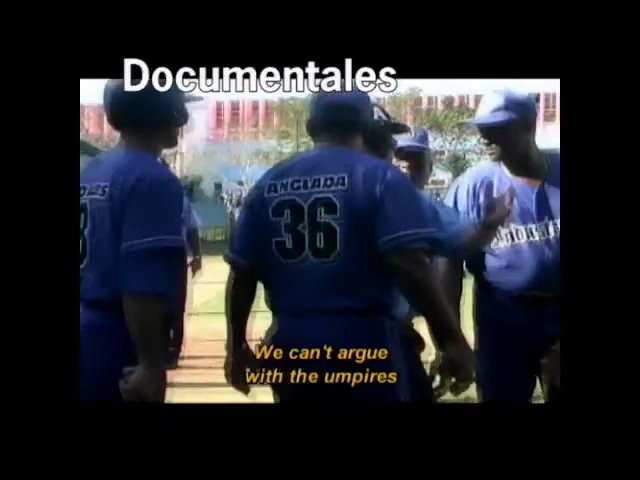 Documentales
ANGLADA
36
We can't argue
with the umpires